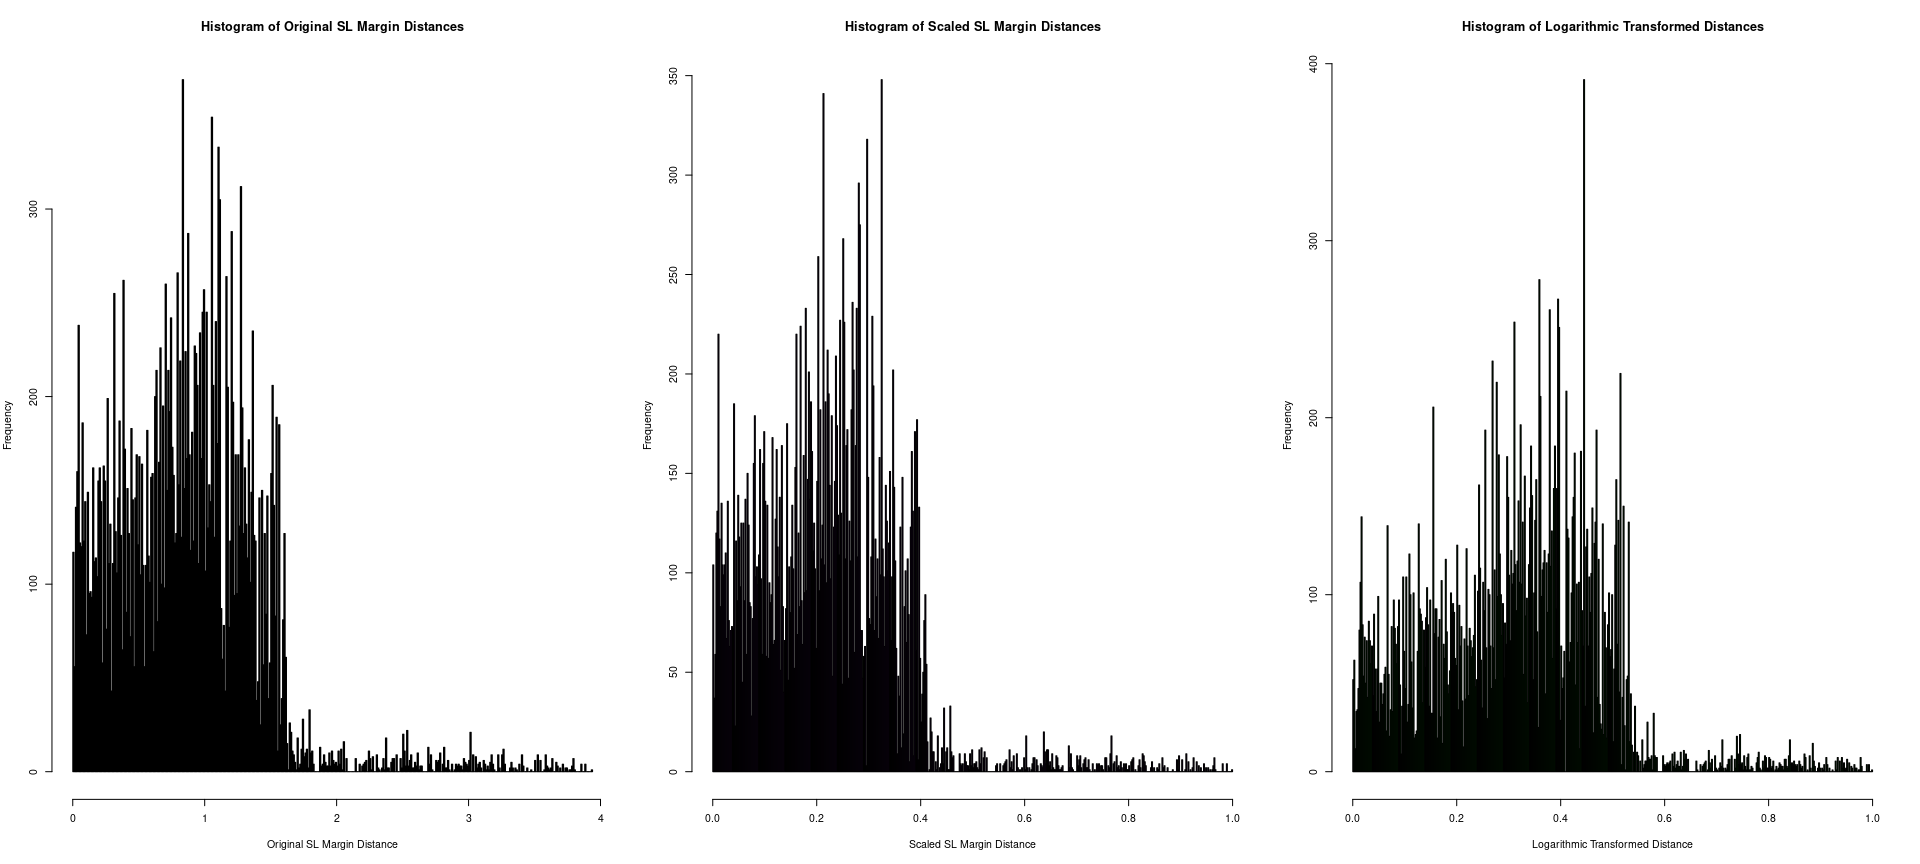 Histogram of Original SL Margin Distances
Frequency
300
200
100
0
0 1 2 3 4
Original SL Margin Distance
Histogram of Scaled SL Margin Distances
Frequency
350
300
250
200
150
100
50
0
0.0 0.2 0.4 0.6 0.8 1.0
Scaled SL Margin Distance
Histogram of Logarithmic Transformed Distances
Frequency
400
300
200
100
0
0.0 0.2 0.4 0.6 0.8 1.0
Logarithmic Transformed Distance